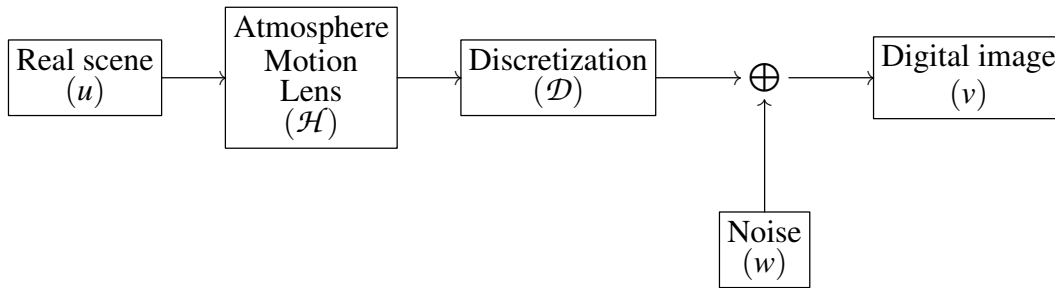 Real scene
(u)
Atmosphere
Motion
Lens
(ℋ)
Discretization
(𝒟)
⊕
Digital image
(v)
Noise
(w)